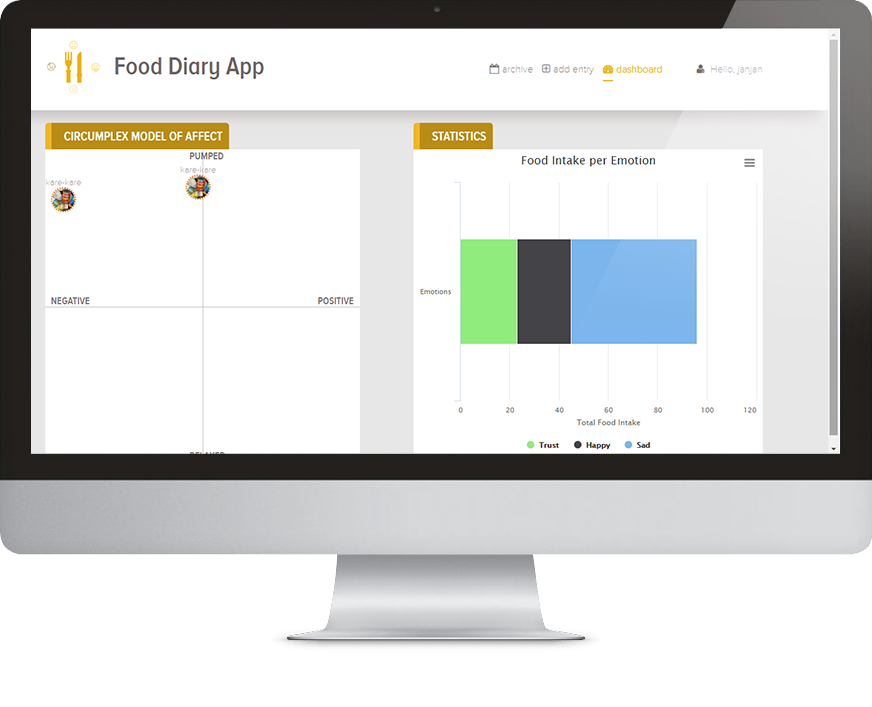 Food Diary App
archive
add entry
dashboard
Hello, janjan
CIRCUMPLEX MODEL OF AFFECT
PUMPED
kare-kare
kare-kare
NEGATIVE
POSITIVE
RELAXED
STATISTICS
Food Intake per Emotion
Emotions
0 20 40 60 80 100 120
Total Food Intake
Trust Happy Sad